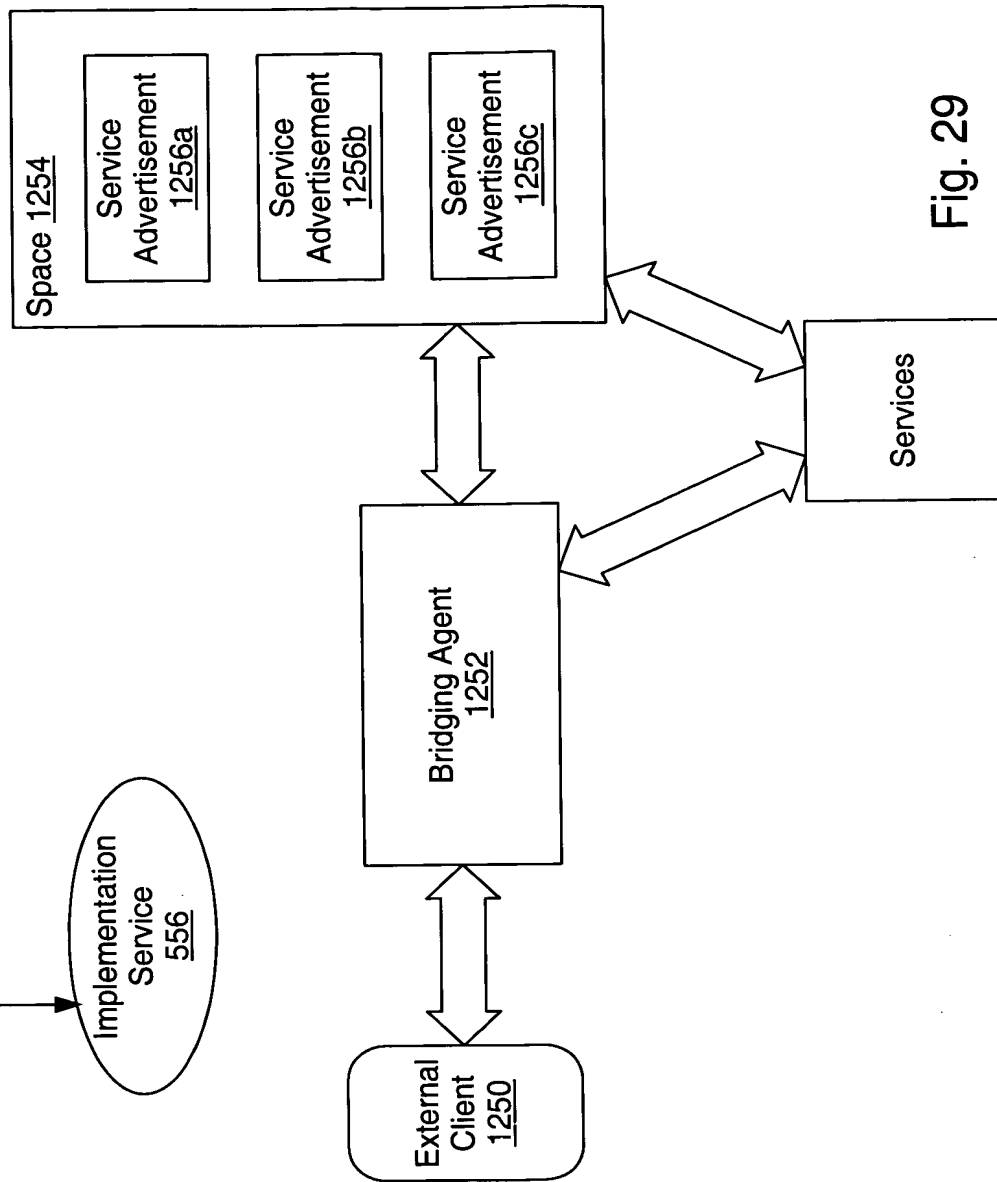 Implementation
Service
556
External
Client
1250
Bridging Agent
1252
Space 1254
Service
Advertisement
1256a
Service
Advertisement
1256b
Service
Advertisement
1256c
Services
Fig. 29